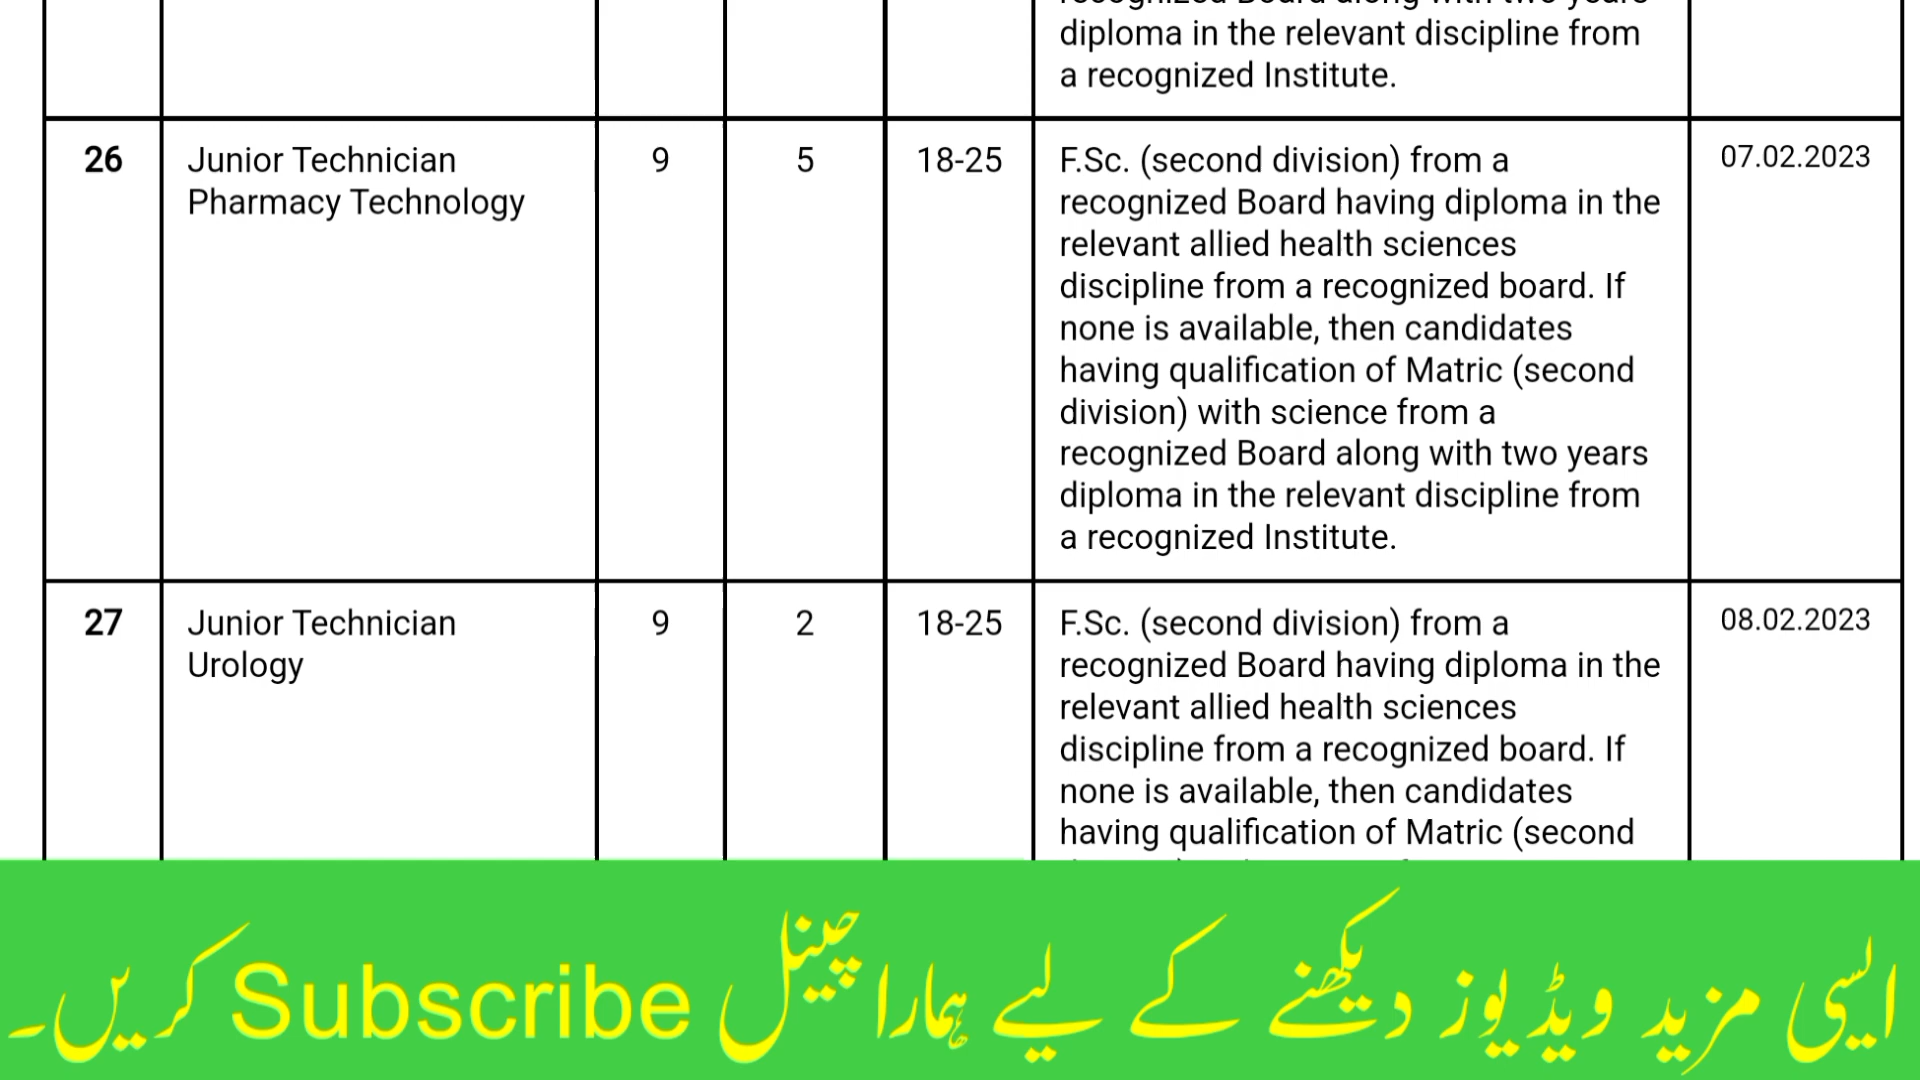 diploma in the relevant discipline from
a recognized Institute.
26
Junior Technician
Pharmacy Technology
9
5
18-25
F.Sc. (second division) from a
recognized Board having diploma in the
relevant allied health sciences
discipline from a recognized board. If
none is available, then candidates
having qualification of Matric (second
division) with science from a
recognized Board along with two years
diploma in the relevant discipline from
a recognized Institute.
07.02.2023
27
Junior Technician
Urology
9
2
18-25
F.Sc. (second division) from a
recognized Board having diploma in the
relevant allied health sciences
discipline from a recognized board. If
none is available, then candidates
having qualification of Matric (second
08.02.2023
ایسی مزید ویڈیوز دیکھنے کے لیے ہمارا چینل Subscribe کریں۔